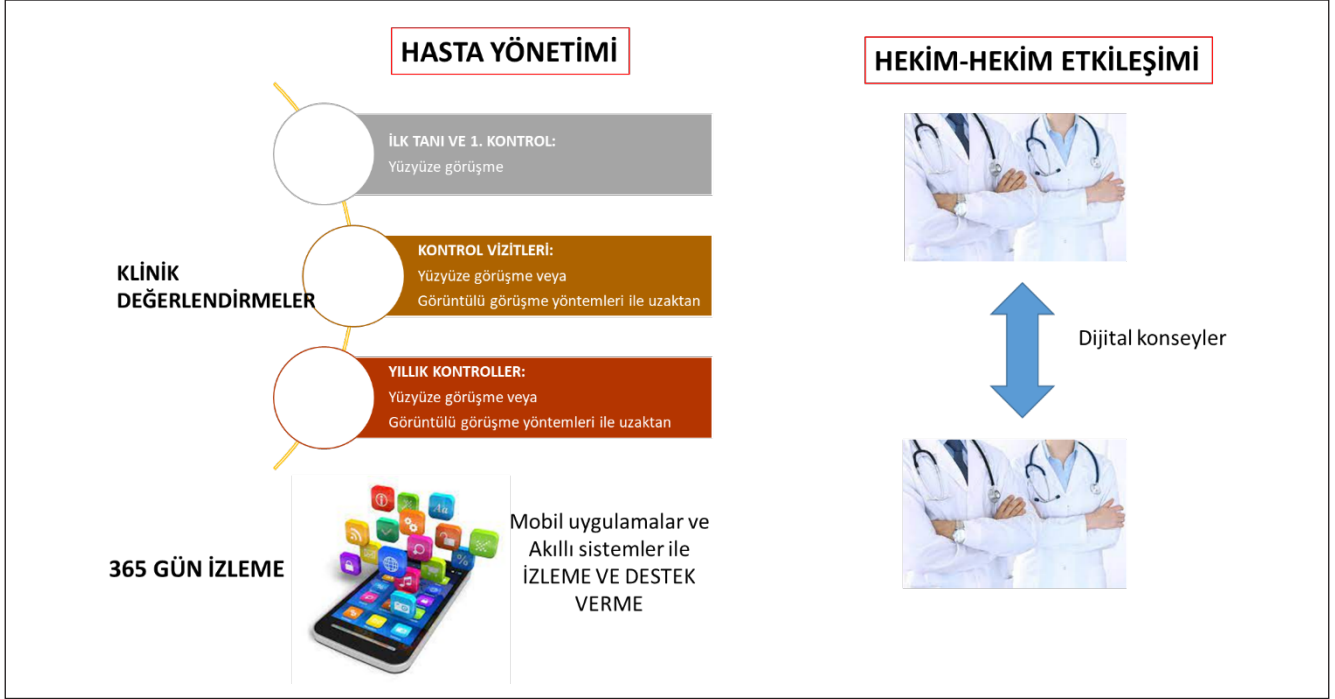 HASTA YÖNETİMİ
İLK TANI VE 1. KONTROL:
Yüzyüze görüşme
KLİNİK
DEĞERLENDİRMELER
KONTROL VİZİTLERİ:
Yüzyüze görüşme veya
Görüntülü görüşme yöntemleri ile uzaktan
YILLIK KONTROLLER:
Yüzyüze görüşme veya
Görüntülü görüşme yöntemleri ile uzaktan
365 GÜN İZLEME
Mobil uygulamalar ve
Akıllı sistemler ile
İZLEME VE DESTEK
VERME
HEKİM-HEKİM ETKİLEŞİMİ
Dijital konseyler